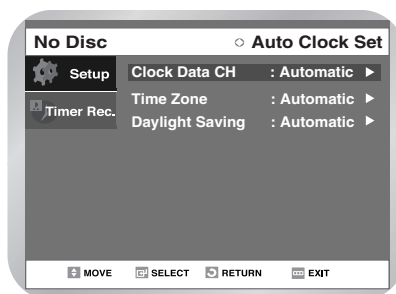 No Disc Auto Clock Set
Setup
Clock Data CH : Automatic ►
Timer Rec.
Time Zone : Automatic ►
Daylight Saving : Automatic ►
MOVE SELECT RETURN EXIT